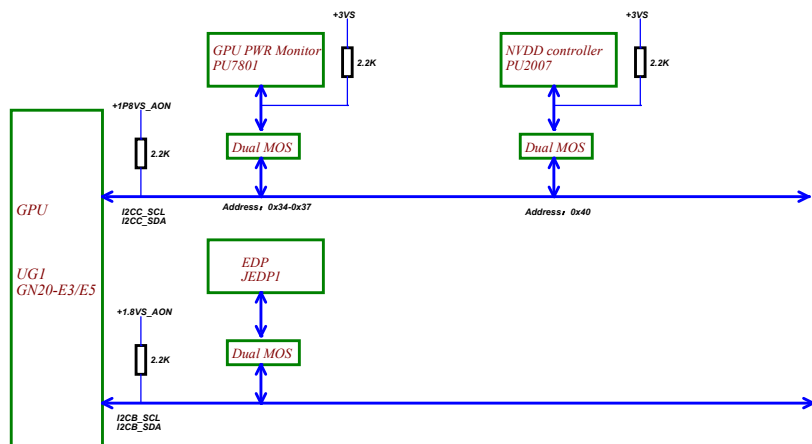 +3VS
+3VS
GPU PWR Monitor
PU7801
2.2K
NVDD controller
PU2007
2.2K
+1P8VS_AON
2.2K
Dual MOS
Dual MOS
GPU
I2CC_SCL
I2CC_SDA
Address：0x34-0x37
Address：0x40
UG1
GN20-E3/E5
EDP
JEDP1
+1.8VS_AON
2.2K
Dual MOS
I2CB_SCL
I2CB_SDA